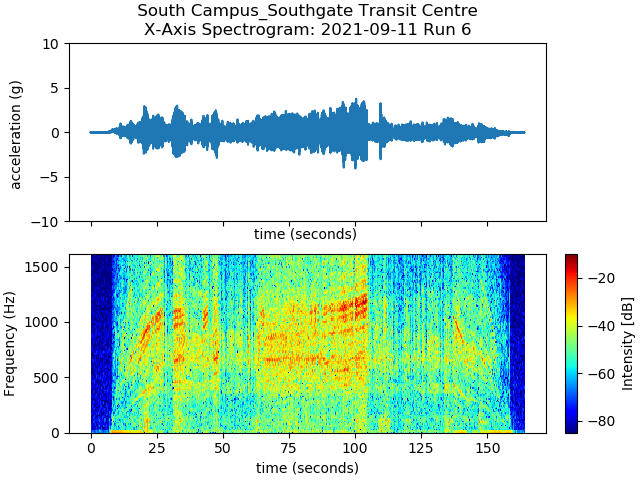 South Campus_Southgate Transit Centre
X-Axis Spectrogram: 2021-09-11 Run 6
10
5
0
−5
−10
acceleration (g)
time (seconds)
1500
1000
500
0
Frequency (Hz)
0 25 50 75 100 125 150
time (seconds)
−20
−40
−60
−80
Intensity [dB]